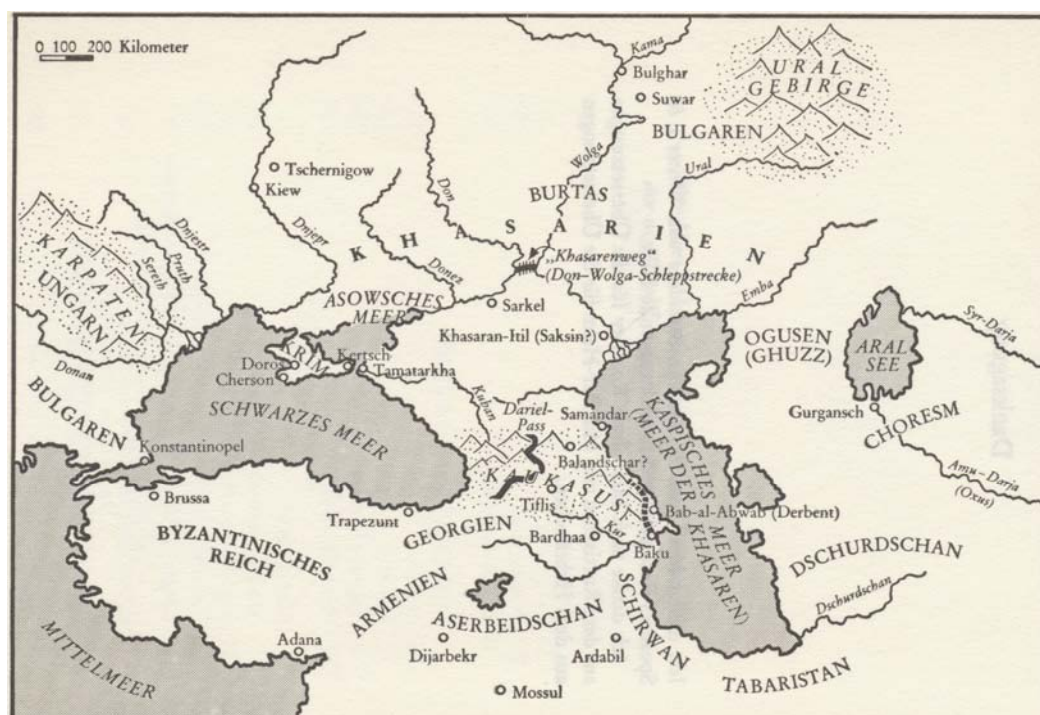 0 100 200 Kilometer
Kama
Bulghar
Suwar
URAL
GEBIRGE
BULGAREN
Wolga
Ural
BURTAS
Tschernigow
Kiew
Don
Dnjepr
Dnjestr
Pruth
Sereth
KARPATEN
UNGARN
KHASARIEN
„Khasarenweg“
(Don–Wolga-Schleppstrecke)
Donez
Sarkel
ASOWSCHES
MEER
Emba
Khasaran-Itil (Saksin?)
OGUSEN
(GHUZZ)
ARAL
SEE
Syr-Darja
Donau
BULGAREN
KRIM
Doros
Cherson
Kertsch
Tamatarkha
Kuban
Dariel-
Pass
Samandar
Balandschar?
SCHWARZES MEER
KAUKASUS
Tiflis
KASPISCHES MEER
(MEER DER
KHASAREN)
Gurgansch
CHORESM
Amu-Darja
(Oxus)
Konstantinopel
Brussa
Trapezunt
GEORGIEN
Bardhaa
Kur
Bab-al-Abwab (Derbent)
Baku
BYZANTINISCHES
REICH
ARMENIEN
ASERBEIDSCHAN
SCHIRWAN
DSCHURDSCHAN
Dschurdschan
MITTELMEER
Adana
Dijarbekr
Ardabil
Mossul
TABARISTAN